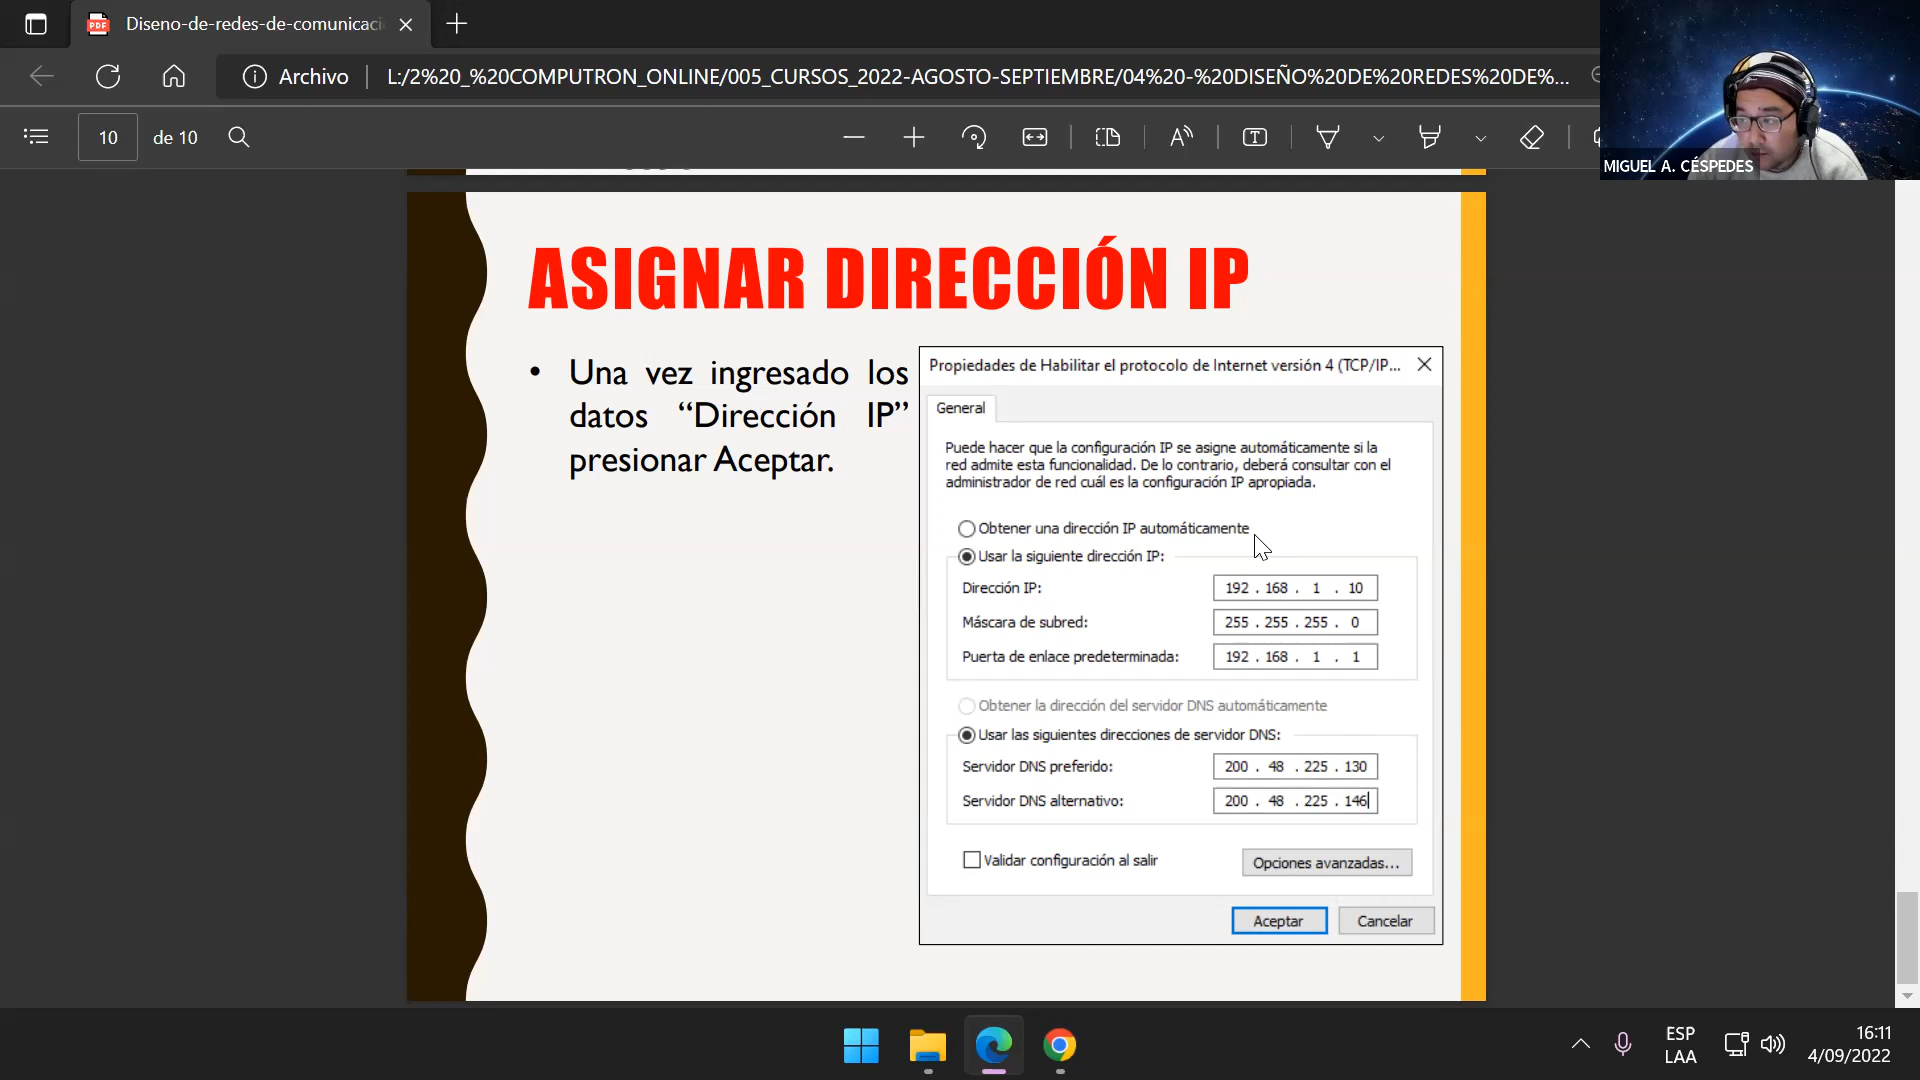 Diseno-de-redes-de-comunicaci
Archivo
L:/2%20_%20COMPUTRON_ONLINE/005_CURSOS_2022-AGOSTO-SEPTIEMBRE/04%20-%20DISEÑO%20DE%20REDES%20DE%...
10 de 10
MIGUEL A. CÉSPEDES
ASIGNAR DIRECCIÓN IP
• Una vez ingresado los
datos “Dirección IP”
presionar Aceptar.
Propiedades de Habilitar el protocolo de Internet versión 4 (TCP/IP...
General
Puede hacer que la configuración IP se asigne automáticamente si la
red admite esta funcionalidad. De lo contrario, deberá consultar con el
administrador de red cuál es la configuración IP apropiada.
Obtener una dirección IP automáticamente
Usar la siguiente dirección IP:
Dirección IP: 192 . 168 . 1 . 10
Máscara de subred: 255 . 255 . 255 . 0
Puerta de enlace predeterminada: 192 . 168 . 1 . 1
Obtener la dirección del servidor DNS automáticamente
Usar las siguientes direcciones de servidor DNS:
Servidor DNS preferido: 200 . 48 . 225 . 130
Servidor DNS alternativo: 200 . 48 . 225 . 146
Validar configuración al salir
Opciones avanzadas...
Aceptar
Cancelar
ESP
LAA
16:11
4/09/2022